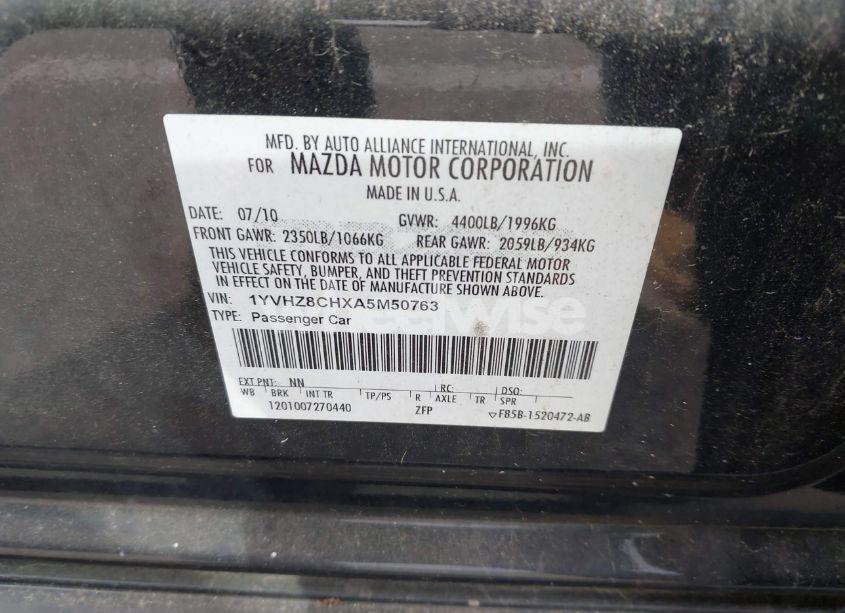 MFD. BY AUTO ALLIANCE INTERNATIONAL, INC.
FOR MAZDA MOTOR CORPORATION
MADE IN U.S.A.
DATE: 07/10 GVWR: 4400LB/1996KG
FRONT GAWR: 2350LB/1066KG REAR GAWR: 2059LB/934KG
THIS VEHICLE CONFORMS TO ALL APPLICABLE FEDERAL MOTOR
VEHICLE SAFETY, BUMPER, AND THEFT PREVENTION STANDARDS
IN EFFECT ON THE DATE OF MANUFACTURE SHOWN ABOVE.
VIN: 1YVHZ8CHXA5M50763
TYPE: Passenger Car
EXT PNT: NN RC: DSO:
WB BRK INT TR TP/PS R AXLE TR SPR
1201007270440 ZFP ▽F85B-1520472-AB